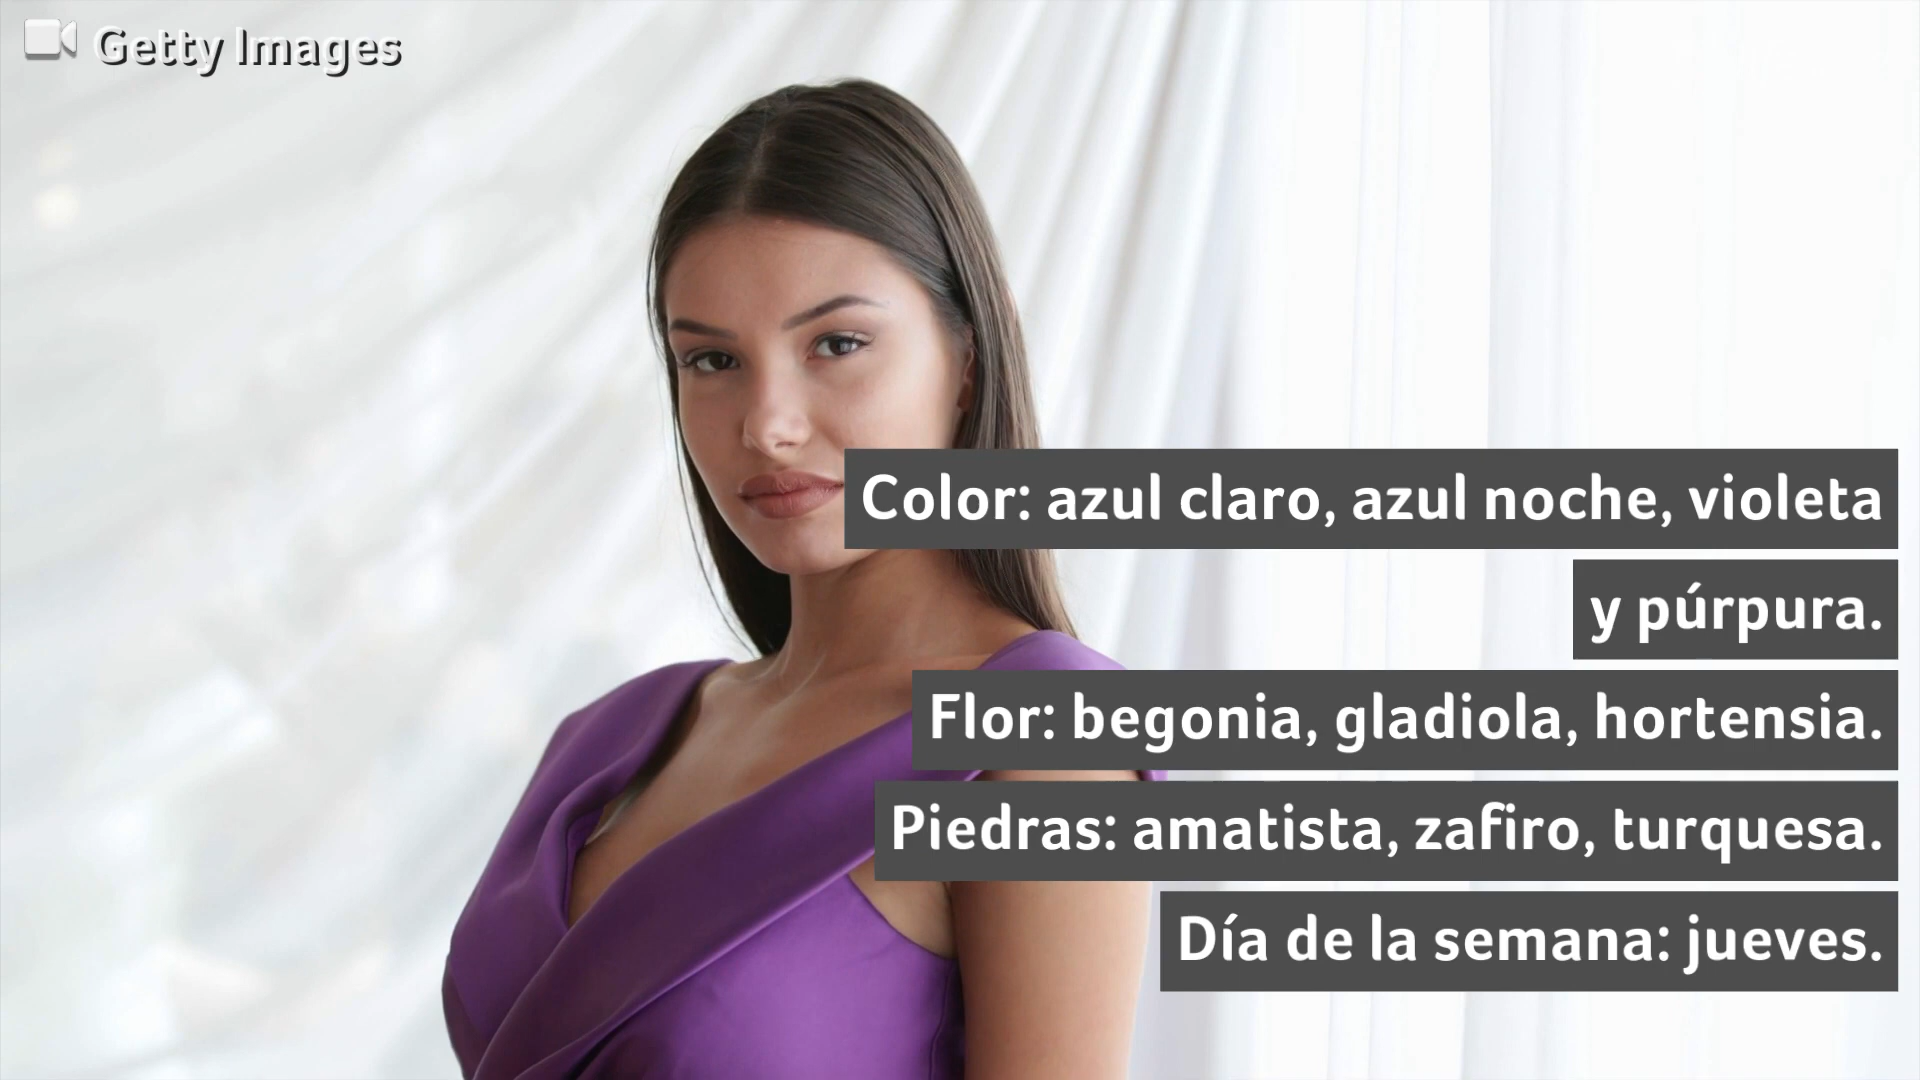 Getty Images
Color: azul claro, azul noche, violeta
y púrpura.
Flor: begonia, gladiola, hortensia.
Piedras: amatista, zafiro, turquesa.
Día de la semana: jueves.